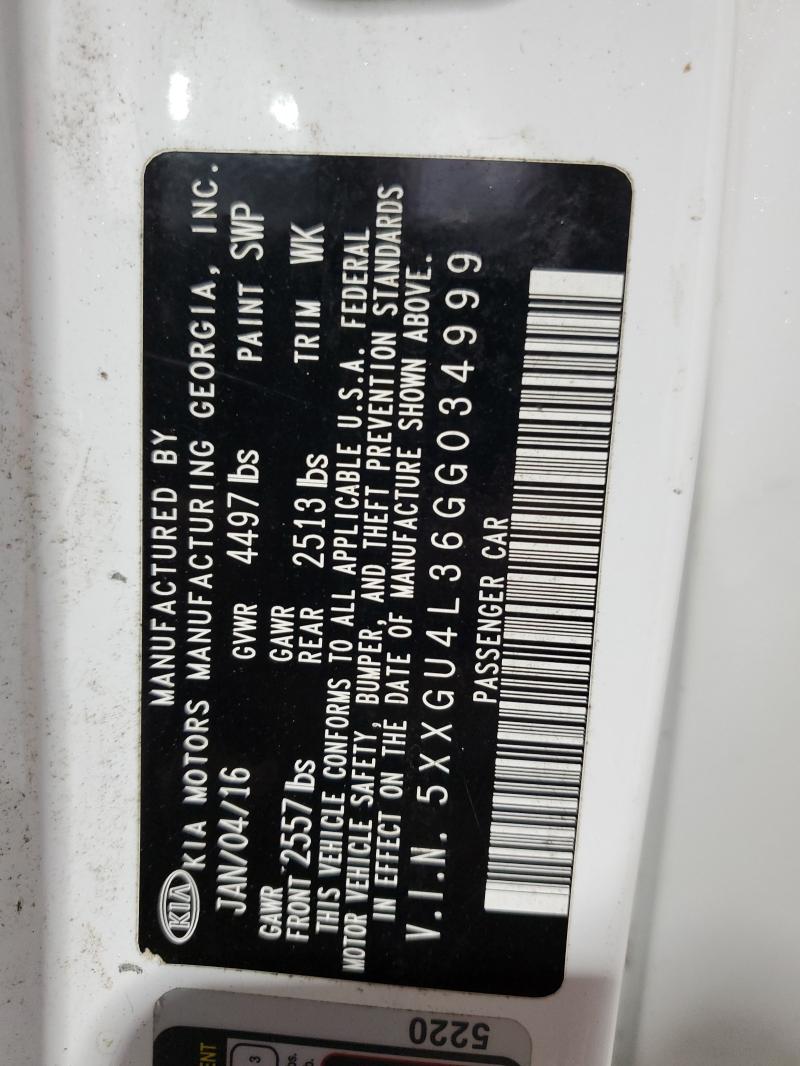 MANUFACTURED BY
KIA KIA MOTORS MANUFACTURING GEORGIA, INC.
JAN/04/16 GVWR 4497 lbs PAINT SWP
GAWR FRONT 2557 lbs GAWR REAR 2513 lbs TRIM WK
THIS VEHICLE CONFORMS TO ALL APPLICABLE U.S.A. FEDERAL
MOTOR VEHICLE SAFETY, BUMPER, AND THEFT PREVENTION STANDARDS
IN EFFECT ON THE DATE OF MANUFACTURE SHOWN ABOVE.
V.I.N. 5XXGU4L36GG034999
PASSENGER CAR
5220
3